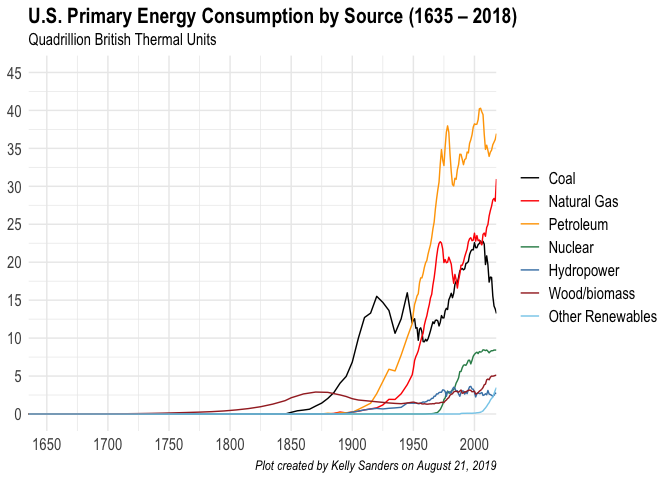 U.S. Primary Energy Consumption by Source (1635 – 2018)
Quadrillion British Thermal Units
45
40
35
30
25
20
15
10
5
0
1650 1700 1750 1800 1850 1900 1950 2000
Coal
Natural Gas
Petroleum
Nuclear
Hydropower
Wood/biomass
Other Renewables
Plot created by Kelly Sanders on August 21, 2019